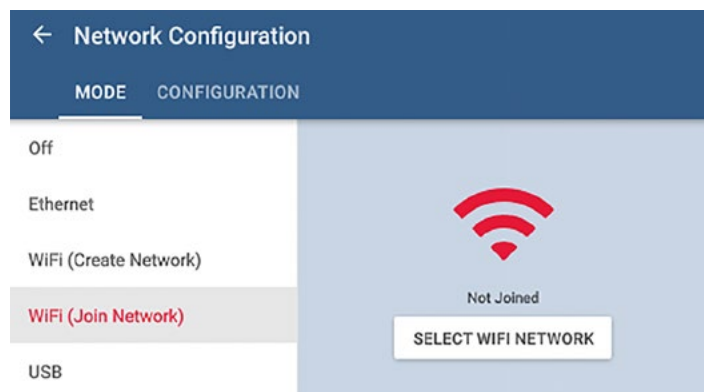 ← Network Configuration
MODE CONFIGURATION
Off
Ethernet
WiFi (Create Network)
WiFi (Join Network)
USB
Not Joined
SELECT WIFI NETWORK